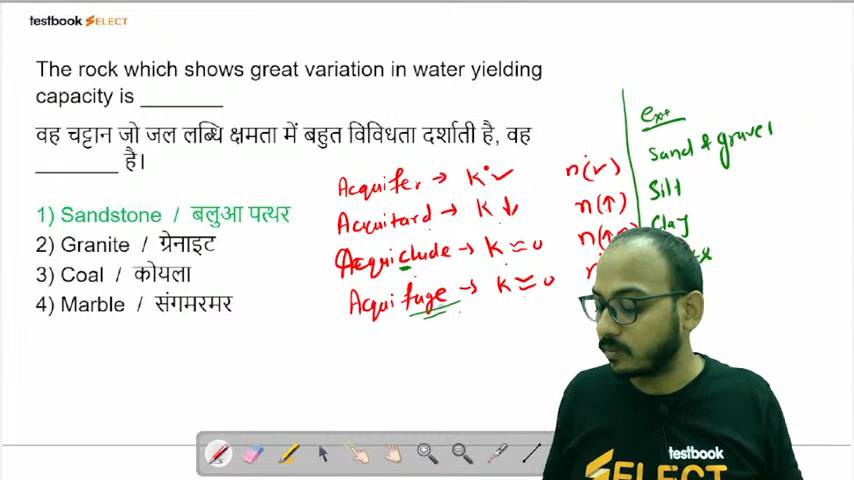 testbook SELECT
The rock which shows great variation in water yielding
capacity is ________
वह चट्टान जो जल लब्धि क्षमता में बहुत विविधता दर्शाती है, वह
______ है।
1) Sandstone / बलुआ पत्थर
2) Granite / ग्रेनाइट
3) Coal / कोयला
4) Marble / संगमरमर
Acquifer → K ✓ n(✓)
Acquitard → K ↓ n(↑)
Acquiclude → K ≈ 0
Acquifuge → K ≈ 0
ex→
Sand & gravel
Silt
Clay
testbook
SELECT